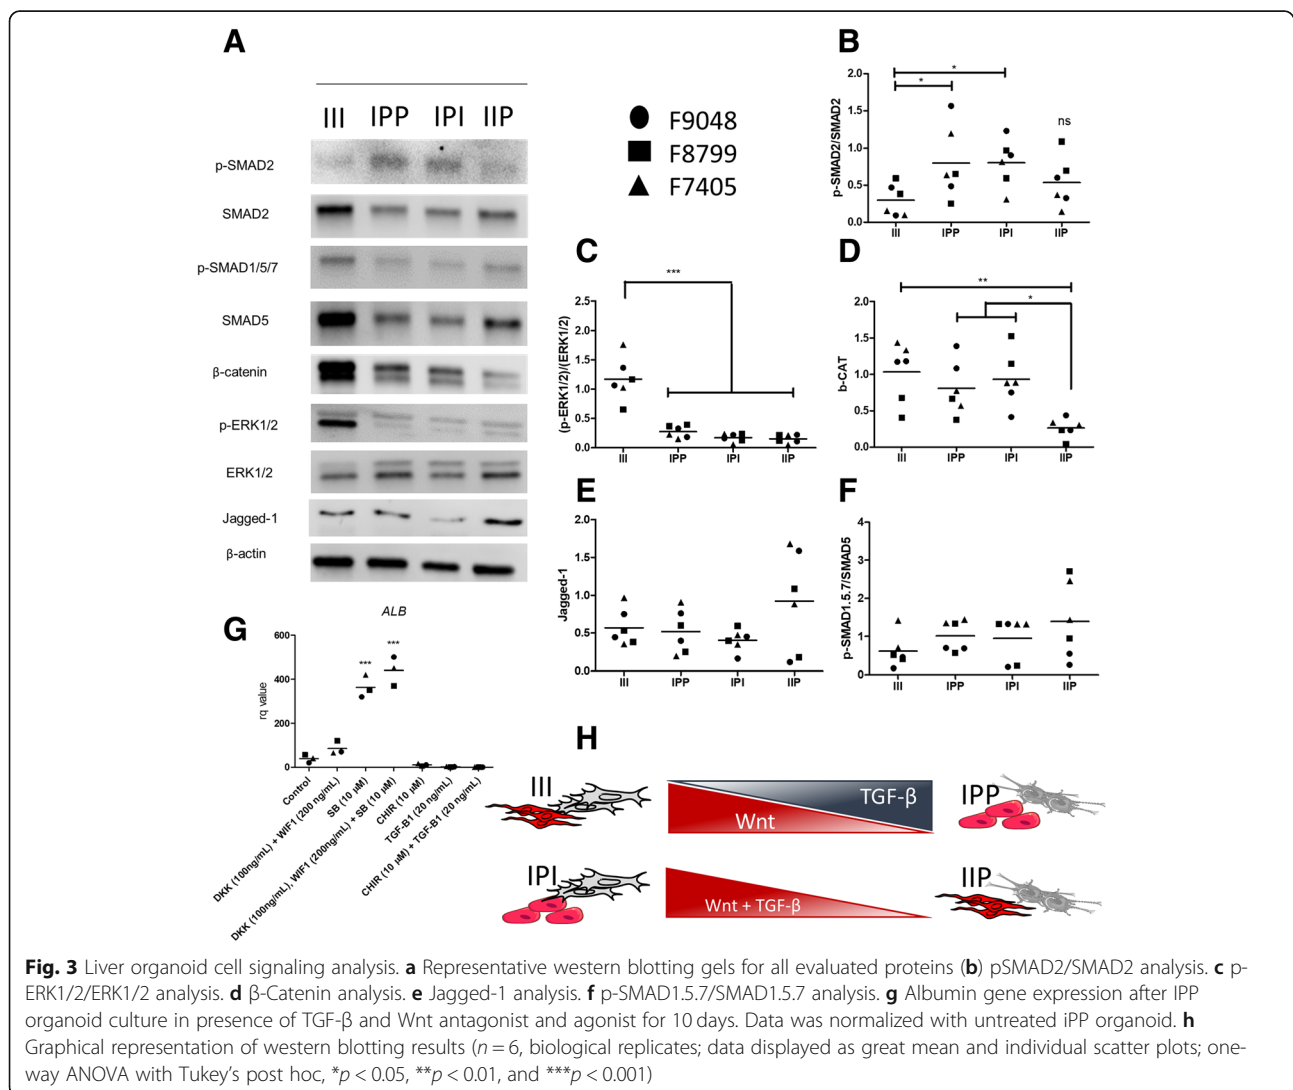 A
III IPP IPI IIP
p-SMAD2
SMAD2
p-SMAD1/5/7
SMAD5
β-catenin
p-ERK1/2
ERK1/2
Jagged-1
β-actin
F9048
F8799
F7405
B
p-SMAD2/SMAD2
2.0
1.5
1.0
0.5
0.0
* * ns
III IPP IPI IIP
C
(p-ERK1/2)/(ERK1/2)
2.5
2.0
1.5
1.0
0.5
0.0
***
III IPP IPI IIP
D
b-CAT
2.0
1.5
1.0
0.5
0.0
** *
III IPP IPI IIP
E
Jagged-1
2.0
1.5
1.0
0.5
0.0
III IPP IPI IIP
F
p-SMAD1.5.7/SMAD5
4
3
2
1
0
III IPP IPI IIP
G
ALB
rq value
600
400
200
0
*** ***
Control
DKK (100ng/mL) + WIF1 (200 ng/mL)
SB (10 µM)
DKK (100ng/mL), WIF1 (200ng/mL) + SB (10 µM)
CHIR (10 µM)
TGF-B1 (20 ng/mL)
CHIR (10 µM) + TGF-B1 (20 ng/mL)
H
III
TGF-β
Wnt
IPP
IPI
Wnt + TGF-β
IIP
Fig. 3 Liver organoid cell signaling analysis. a Representative western blotting gels for all evaluated proteins (b) pSMAD2/SMAD2 analysis. c p-
ERK1/2/ERK1/2 analysis. d β-Catenin analysis. e Jagged-1 analysis. f p-SMAD1.5.7/SMAD1.5.7 analysis. g Albumin gene expression after IPP
organoid culture in presence of TGF-β and Wnt antagonist and agonist for 10 days. Data was normalized with untreated iPP organoid. h
Graphical representation of western blotting results (n = 6, biological replicates; data displayed as great mean and individual scatter plots; one-
way ANOVA with Tukey's post hoc, *p < 0.05, **p < 0.01, and ***p < 0.001)